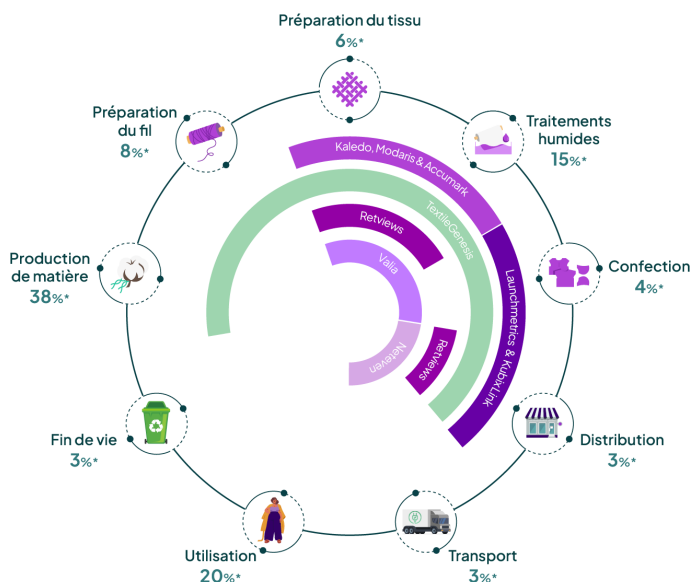 Préparation du tissu
6%*
Traitements
humides
15%*
Confection
4%*
Distribution
3%*
Transport
3%*
Utilisation
20%*
Fin de vie
3%*
Production
de matière
38%*
Préparation
du fil
8%*
Kaledo, Modaris & Accumark
Launchmetrics & KubixLink
TextileGenesis
Retviews
Retviews
Valia
Neteven